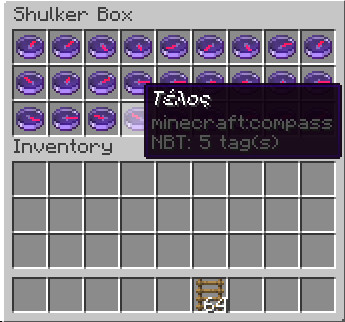 Shulker Box
Τέλος
minecraft:compass
NBT: 5 tag(s)
Inventory
64